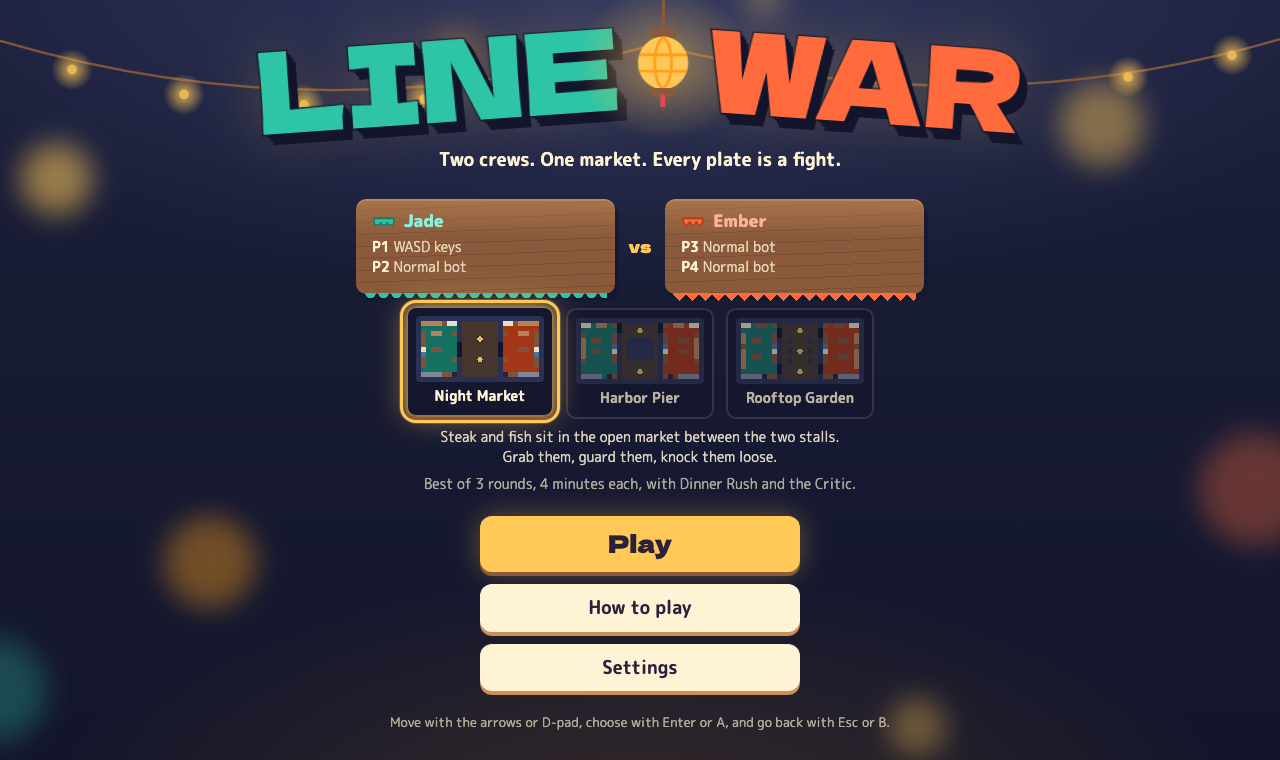 LINE WAR
Two crews. One market. Every plate is a fight.
Jade
P1 WASD keys
P2 Normal bot
vs
Ember
P3 Normal bot
P4 Normal bot
Night Market
Harbor Pier
Rooftop Garden
Steak and fish sit in the open market between the two stalls.
Grab them, guard them, knock them loose.
Best of 3 rounds, 4 minutes each, with Dinner Rush and the Critic.
Play
How to play
Settings
Move with the arrows or D-pad, choose with Enter or A, and go back with Esc or B.